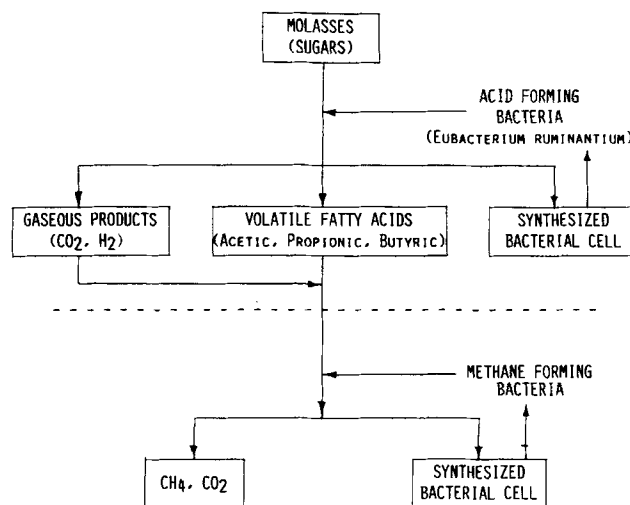 MOLASSES
(SUGARS)
ACID FORMING
BACTERIA
(EUBACTERIUM RUMINANTIUM)
GASEOUS PRODUCTS
(CO2, H2)
VOLATILE FATTY ACIDS
(ACETIC, PROPIONIC, BUTYRIC)
SYNTHESIZED
BACTERIAL CELL
METHANE FORMING
BACTERIA
CH4, CO2
SYNTHESIZED
BACTERIAL CELL